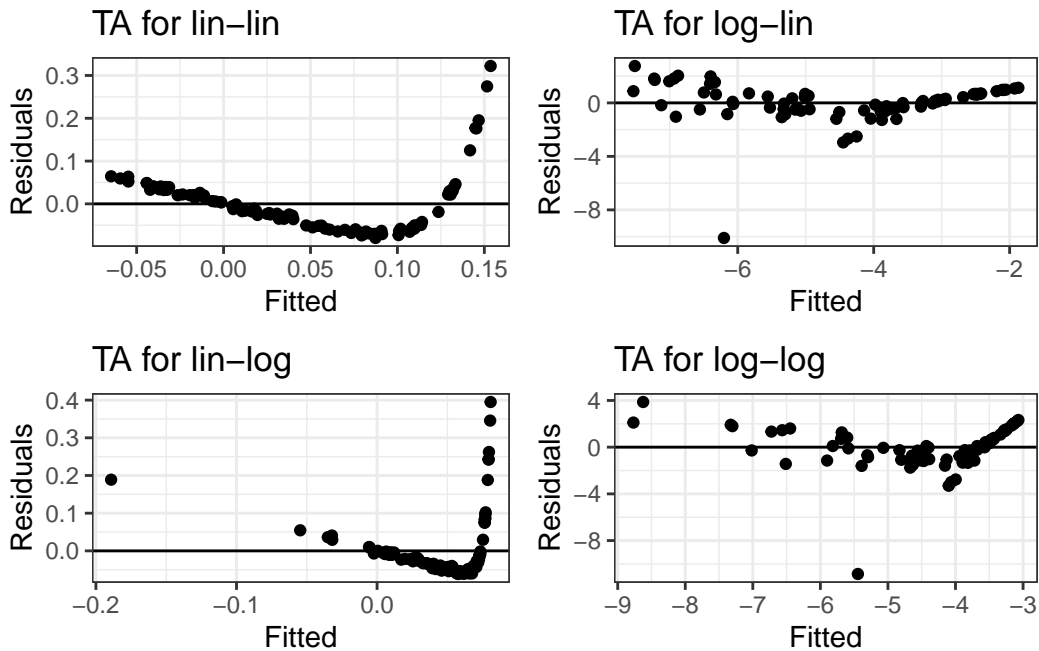 TA for lin−lin
Residuals
0.3
0.2
0.1
0.0
−0.05 0.00 0.05 0.10 0.15
Fitted
TA for log−lin
Residuals
0
−4
−8
−6 −4 −2
Fitted
TA for lin−log
Residuals
0.4
0.3
0.2
0.1
0.0
−0.2 −0.1 0.0
Fitted
TA for log−log
Residuals
4
0
−4
−8
−9 −8 −7 −6 −5 −4 −3
Fitted